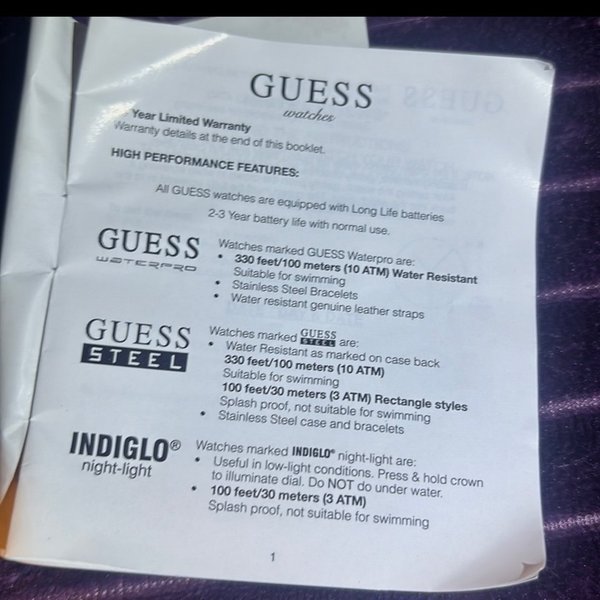 GUESS
watches
Year Limited Warranty
Warranty details at the end of this booklet.
HIGH PERFORMANCE FEATURES:
All GUESS watches are equipped with Long Life batteries
2-3 Year battery life with normal use.
GUESS
WATERPRO
Watches marked GUESS Waterpro are:
• 330 feet/100 meters (10 ATM) Water Resistant
Suitable for swimming
• Stainless Steel Bracelets
• Water resistant genuine leather straps
GUESS
STEEL
Watches marked GUESS STEEL are:
• Water Resistant as marked on case back
330 feet/100 meters (10 ATM)
Suitable for swimming
100 feet/30 meters (3 ATM) Rectangle styles
Splash proof, not suitable for swimming
• Stainless Steel case and bracelets
INDIGLO®
night-light
Watches marked INDIGLO® night-light are:
• Useful in low-light conditions. Press & hold crown
to illuminate dial. Do NOT do under water.
• 100 feet/30 meters (3 ATM)
Splash proof, not suitable for swimming
1